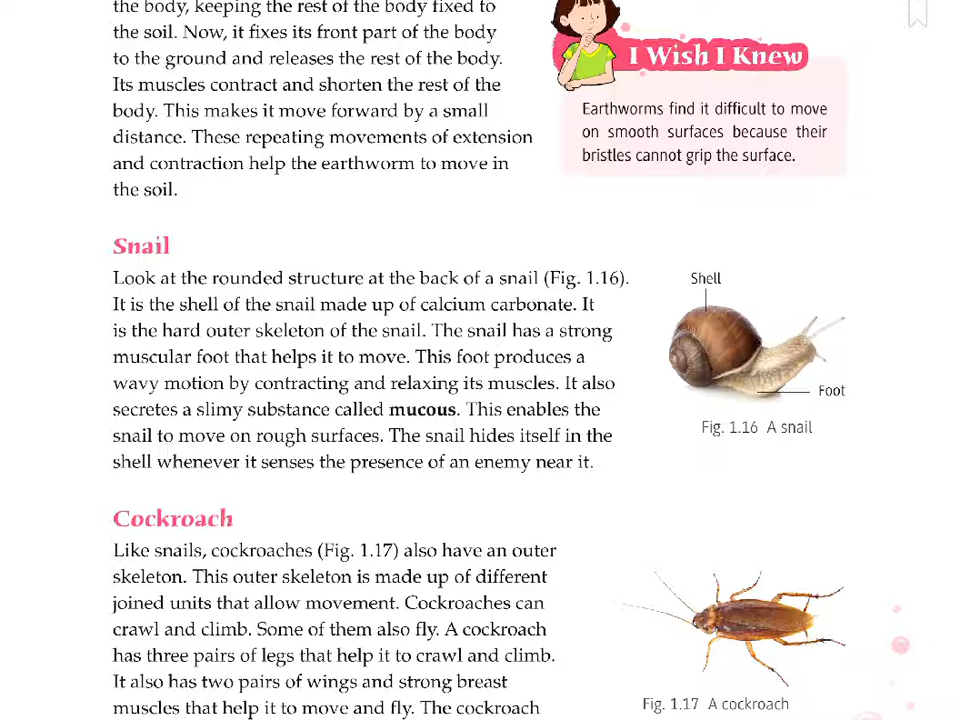 the body, keeping the rest of the body fixed to
the soil. Now, it fixes its front part of the body
to the ground and releases the rest of the body.
Its muscles contract and shorten the rest of the
body. This makes it move forward by a small
distance. These repeating movements of extension
and contraction help the earthworm to move in
the soil.
I Wish I Knew
Earthworms find it difficult to move
on smooth surfaces because their
bristles cannot grip the surface.
Snail
Look at the rounded structure at the back of a snail (Fig. 1.16).
It is the shell of the snail made up of calcium carbonate. It
is the hard outer skeleton of the snail. The snail has a strong
muscular foot that helps it to move. This foot produces a
wavy motion by contracting and relaxing its muscles. It also
secretes a slimy substance called mucous. This enables the
snail to move on rough surfaces. The snail hides itself in the
shell whenever it senses the presence of an enemy near it.
Shell
Foot
Fig. 1.16 A snail
Cockroach
Like snails, cockroaches (Fig. 1.17) also have an outer
skeleton. This outer skeleton is made up of different
joined units that allow movement. Cockroaches can
crawl and climb. Some of them also fly. A cockroach
has three pairs of legs that help it to crawl and climb.
It also has two pairs of wings and strong breast
muscles that help it to move and fly. The cockroach
Fig. 1.17 A cockroach